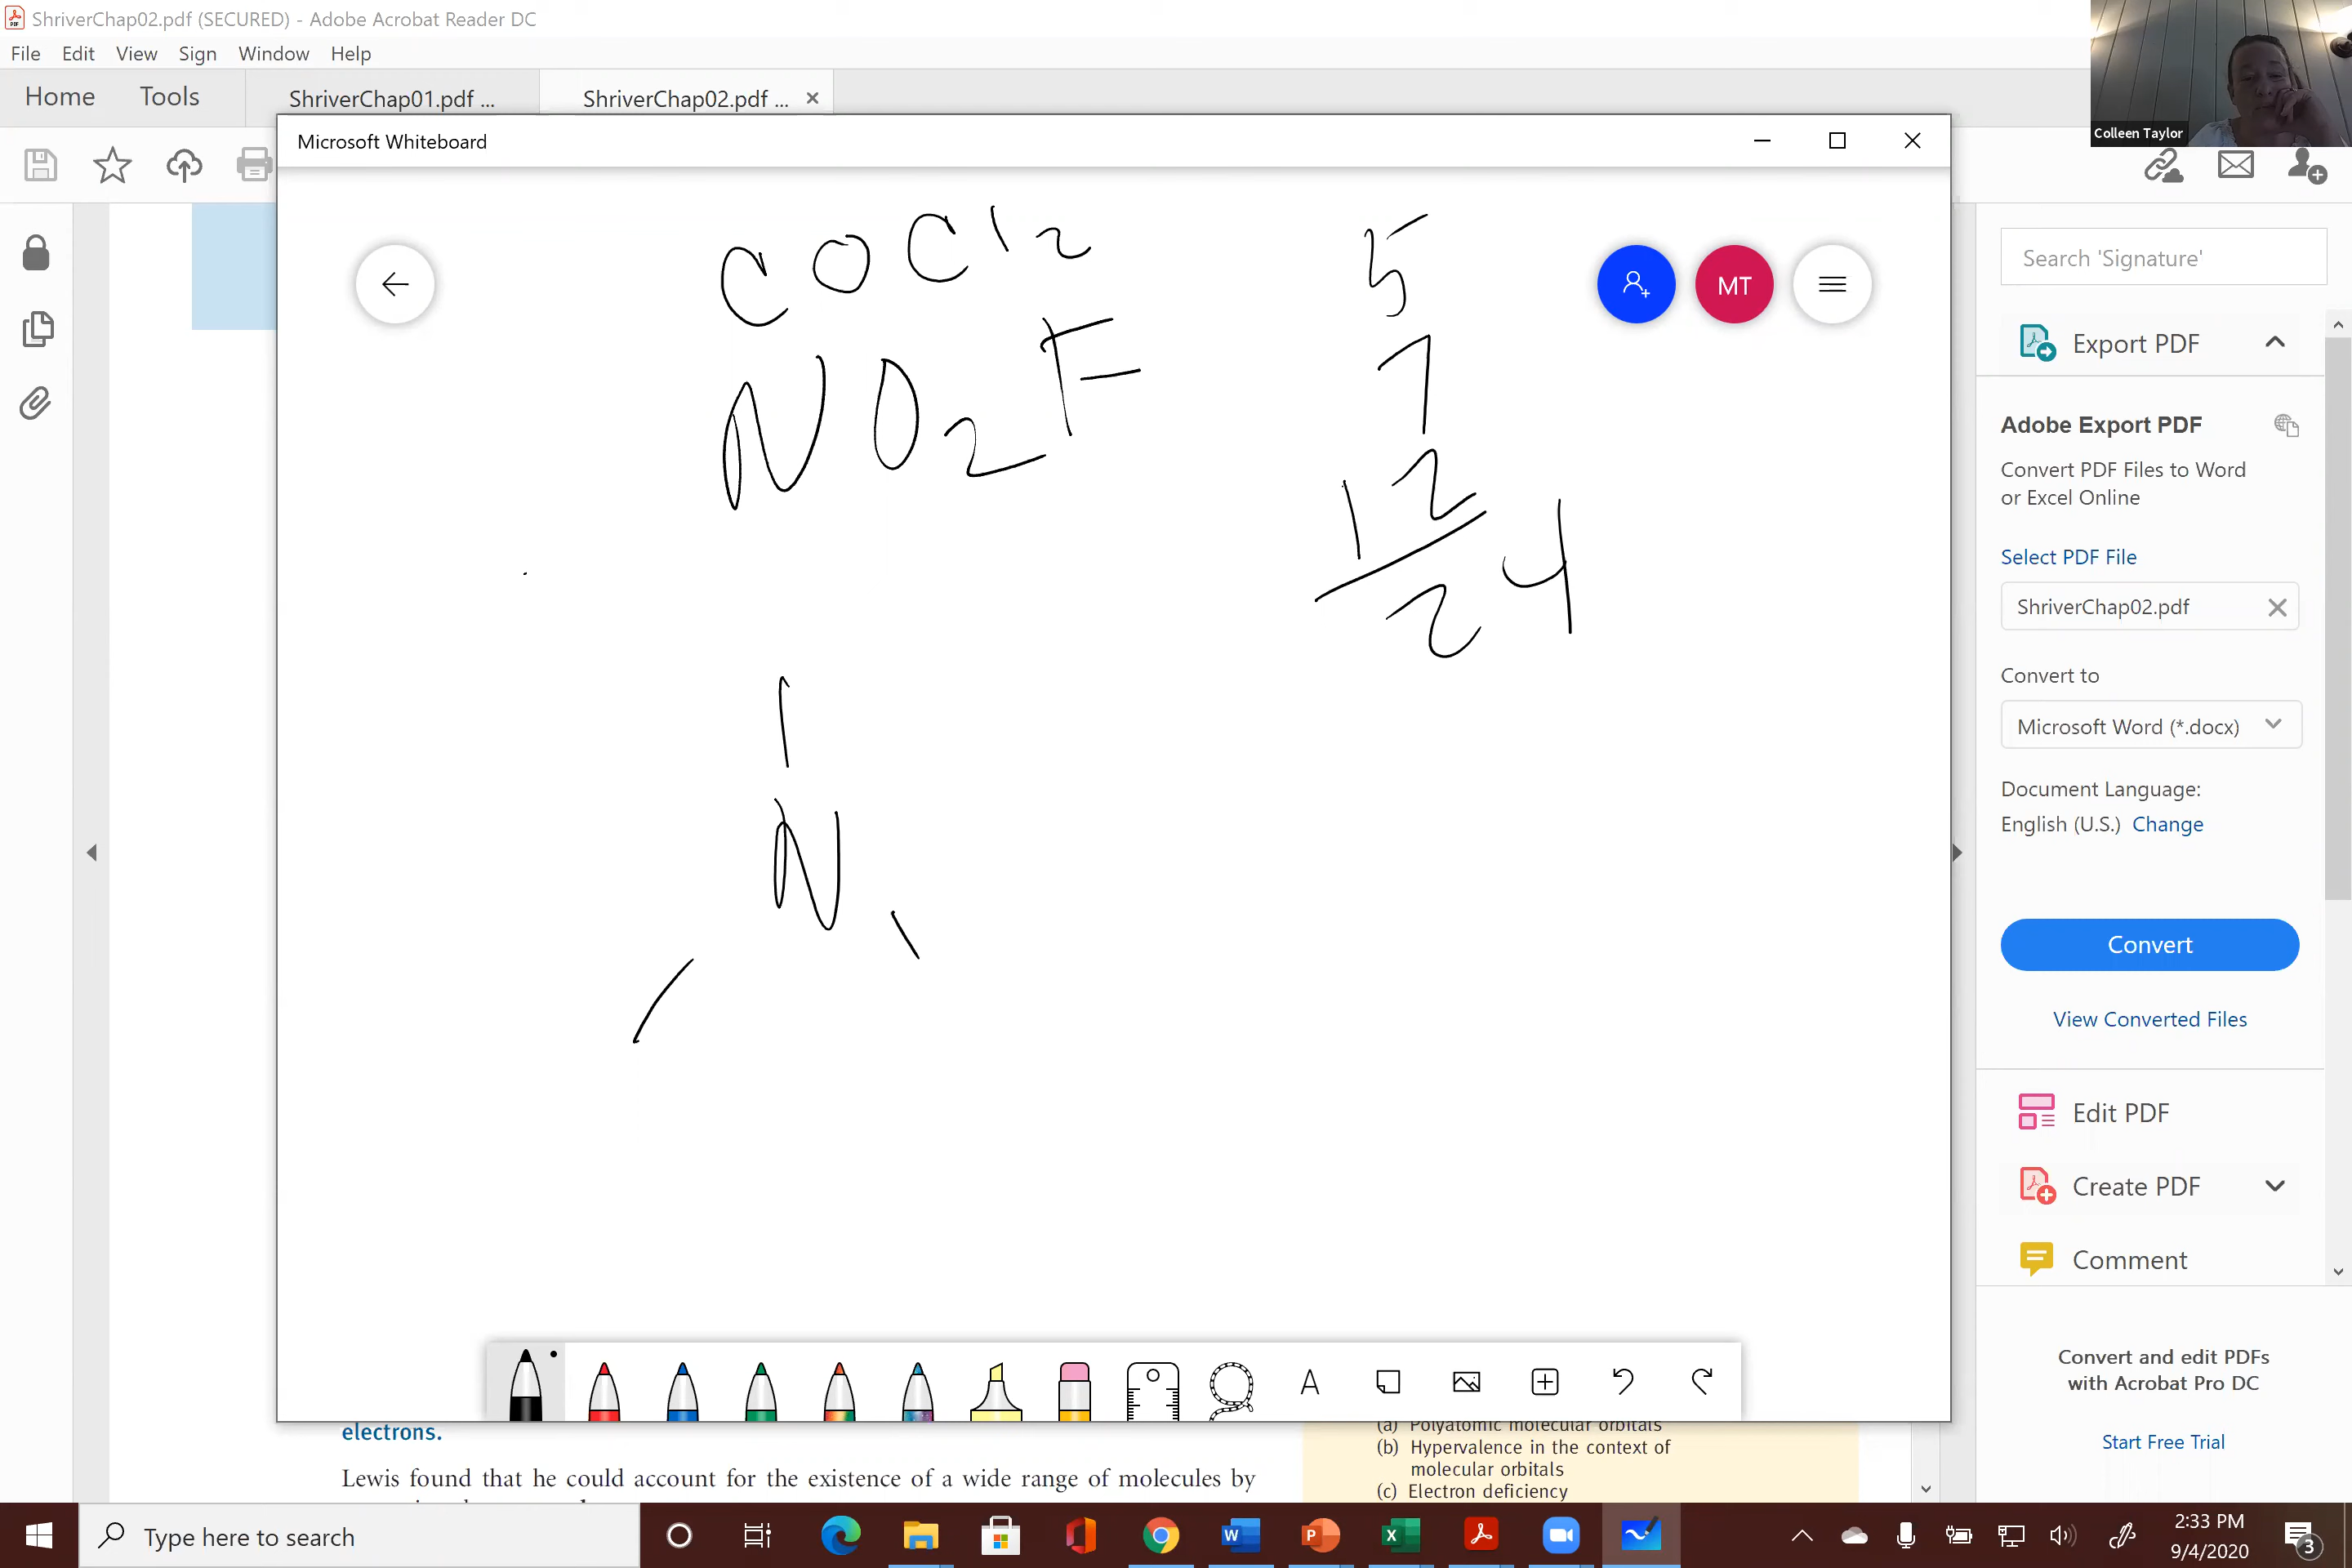 ShriverChap02.pdf (SECURED) - Adobe Acrobat Reader DC
File Edit View Sign Window Help
Home Tools ShriverChap01.pdf ... ShriverChap02.pdf ...
Colleen Taylor
Microsoft Whiteboard
MT
COCl2
NO2F
5
7
12
24
N
Search 'Signature'
Export PDF
Adobe Export PDF
Convert PDF Files to Word
or Excel Online
Select PDF File
ShriverChap02.pdf
Convert to
Microsoft Word (*.docx)
Document Language:
English (U.S.) Change
Convert
View Converted Files
Edit PDF
Create PDF
Comment
Convert and edit PDFs
with Acrobat Pro DC
Start Free Trial
electrons.
Lewis found that he could account for the existence of a wide range of molecules by
(a) Polyatomic molecular orbitals
(b) Hypervalence in the context of
molecular orbitals
(c) Electron deficiency
Type here to search
2:33 PM
9/4/2020
3